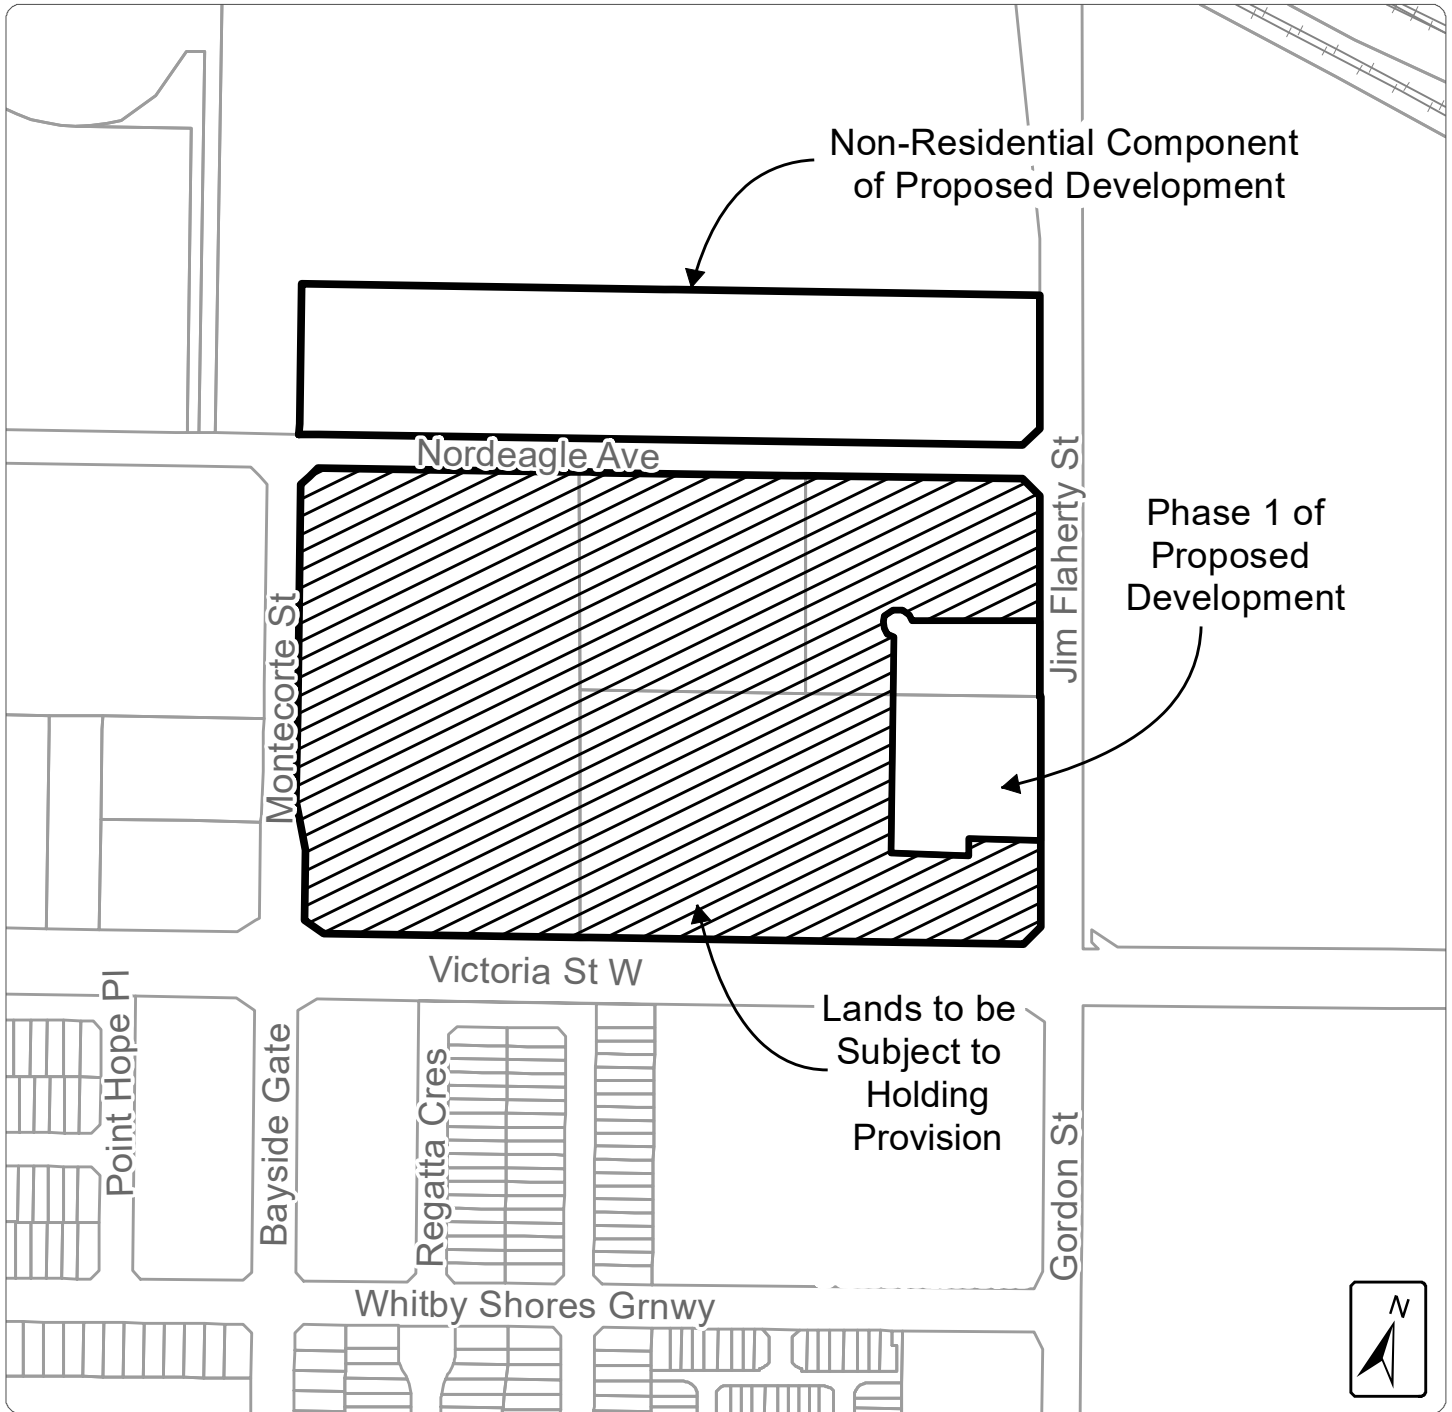 Non-Residential Component
of Proposed Development
Nordeagle Ave
Jim Flaherty St
Phase 1 of
Proposed
Development
Montecorte St
Victoria St W
Lands to be
Subject to
Holding
Provision
Point Hope Pl
Bayside Gate
Regatta Cres
Gordon St
Whitby Shores Grnwy
N